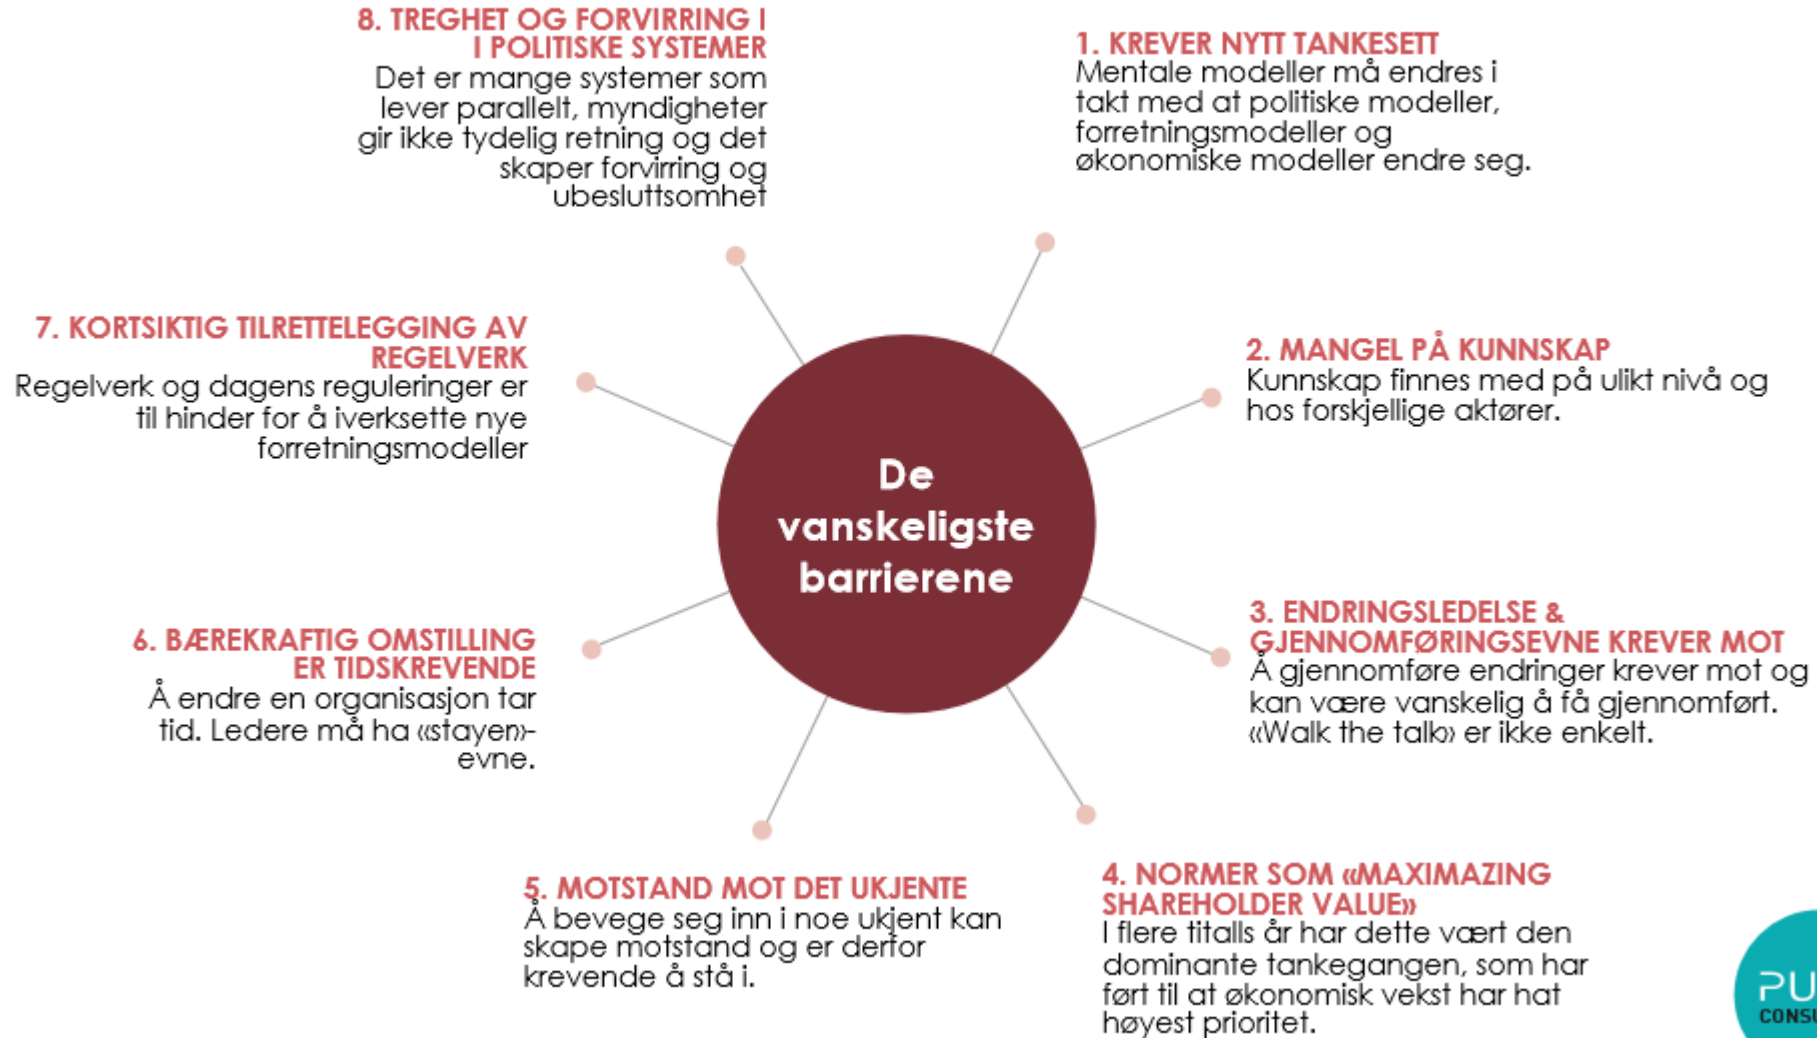 8. TREGHET OG FORVIRRING I
I POLITISKE SYSTEMER
Det er mange systemer som
lever parallelt, myndigheter
gir ikke tydelig retning og det
skaper forvirring og
ubesluttsomhet
1. KREVER NYTT TANKESETT
Mentale modeller må endres i
takt med at politiske modeller,
forretningsmodeller og
økonomiske modeller endre seg.
7. KORTSIKTIG TILRETTELEGGING AV
REGELVERK
Regelverk og dagens reguleringer er
til hinder for å iverksette nye
forretningsmodeller
2. MANGEL PÅ KUNNSKAP
Kunnskap finnes med på ulikt nivå og
hos forskjellige aktører.
De
vanskeligste
barrierene
6. BÆREKRAFTIG OMSTILLING
ER TIDSKREVENDE
Å endre en organisasjon tar
tid. Ledere må ha «stayer»-
evne.
3. ENDRINGSLEDELSE &
GJENNOMFØRINGSEVNE KREVER MOT
Å gjennomføre endringer krever mot og
kan være vanskelig å få gjennomført.
«Walk the talk» er ikke enkelt.
5. MOTSTAND MOT DET UKJENTE
Å bevege seg inn i noe ukjent kan
skape motstand og er derfor
krevende å stå i.
4. NORMER SOM «MAXIMAZING
SHAREHOLDER VALUE»
I flere titalls år har dette vært den
dominante tankegangen, som har
ført til at økonomisk vekst har hat
høyest prioritet.